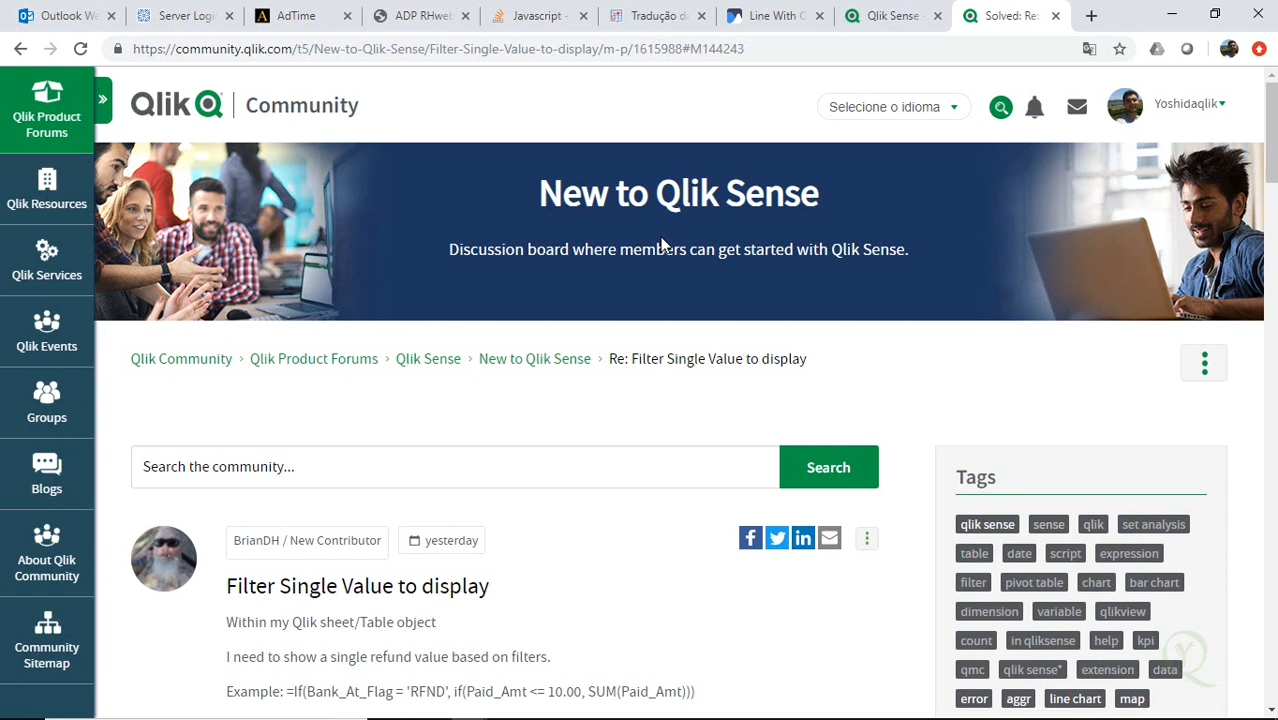 Outlook We
Server Logi
AdTime
ADP RHweb
Javascript -
Tradução da
Line With C
Qlik Sense -
Solved: Re:
https://community.qlik.com/t5/New-to-Qlik-Sense/Filter-Single-Value-to-display/m-p/1615988#M144243
Qlik Product Forums
Qlik Resources
Qlik Services
Qlik Events
Groups
Blogs
About Qlik Community
Community Sitemap
Qlik Community
Selecione o idioma
Yoshidaqlik
New to Qlik Sense
Discussion board where members can get started with Qlik Sense.
Qlik Community › Qlik Product Forums › Qlik Sense › New to Qlik Sense › Re: Filter Single Value to display
Search the community...
Search
BrianDH / New Contributor
yesterday
Filter Single Value to display
Within my Qlik sheet/Table object
I need to show a single refund value based on filters.
Example: =If(Bank_At_Flag = 'RFND', if(Paid_Amt <= 10.00, SUM(Paid_Amt)))
Tags
qlik sense sense qlik set analysis
table date script expression
filter pivot table chart bar chart
dimension variable qlikview
count in qliksense help kpi
qmc qlik sense* extension data
error aggr line chart map